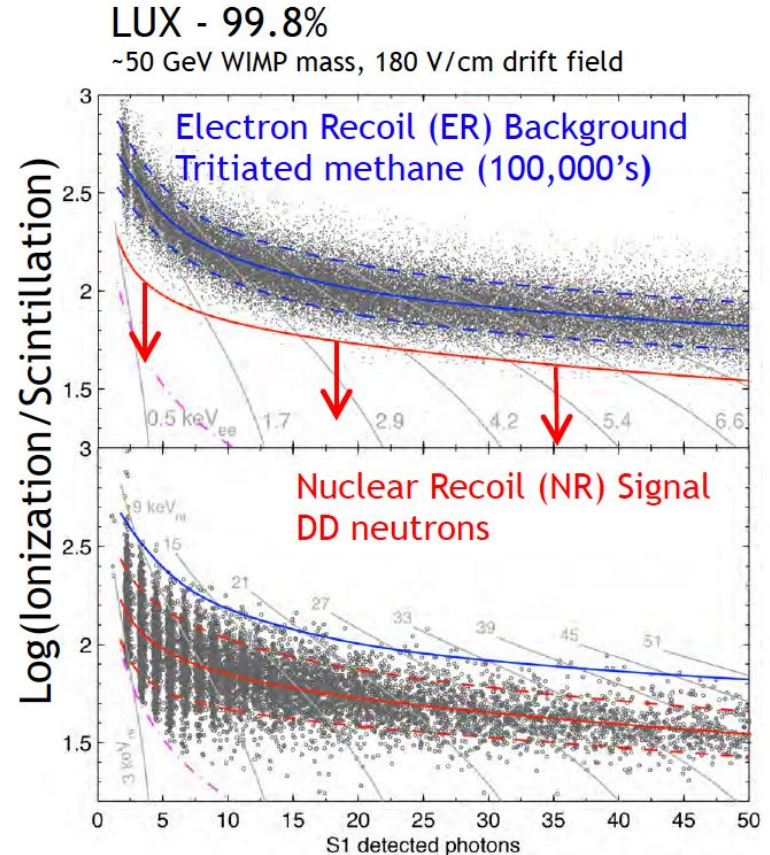 LUX - 99.8%
~50 GeV WIMP mass, 180 V/cm drift field
Log(Ionization/Scintillation)
3
2.5
2
1.5
Electron Recoil (ER) Background
Tritiated methane (100,000's)
0.5 keVee
1.7
2.9
4.2
5.4
6.6
3
2.5
2
1.5
Nuclear Recoil (NR) Signal
DD neutrons
3 keVnr
9 keVnr
15
21
27
33
39
45
51
0 5 10 15 20 25 30 35 40 45 50
S1 detected photons